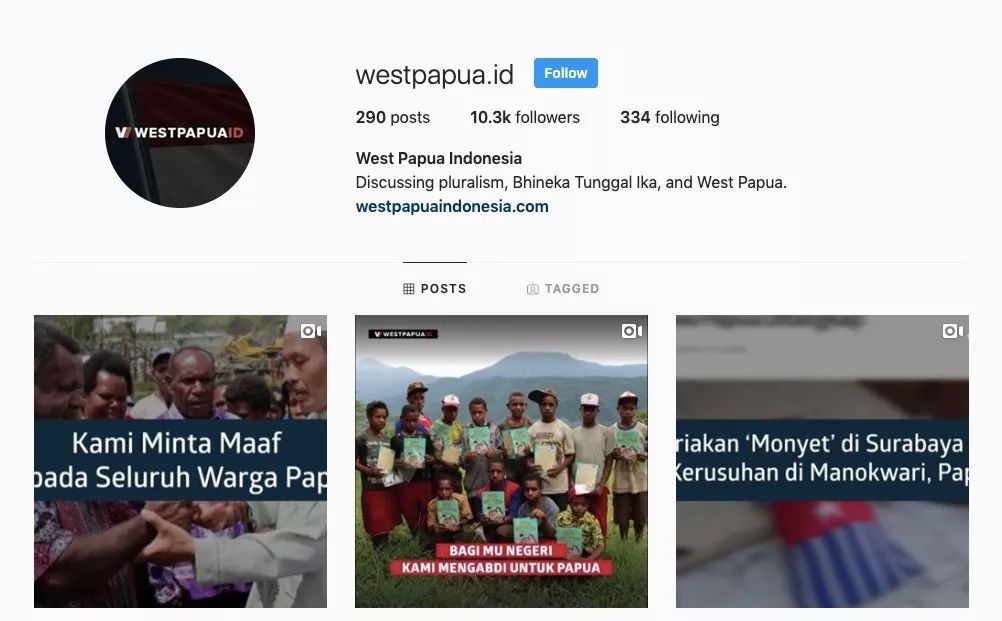 westpapua.id Follow
290 posts 10.3k followers 334 following
WESTPAPUAID
West Papua Indonesia
Discussing pluralism, Bhineka Tunggal Ika, and West Papua.
westpapuaindonesia.com
POSTS TAGGED
Kami Minta Maaf
pada Seluruh Warga Pap
WESTPAPUAID
BAGI MU NEGERI
KAMI MENGABDI UNTUK PAPUA
riakan ‘Monyet’ di Surabaya
Kerusuhan di Manokwari, Pap